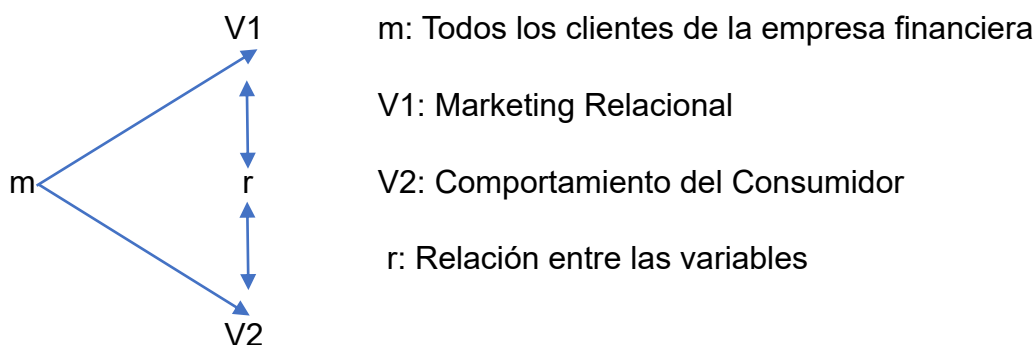 V1 m: Todos los clientes de la empresa financiera
V1: Marketing Relacional
m r V2: Comportamiento del Consumidor
r: Relación entre las variables
V2